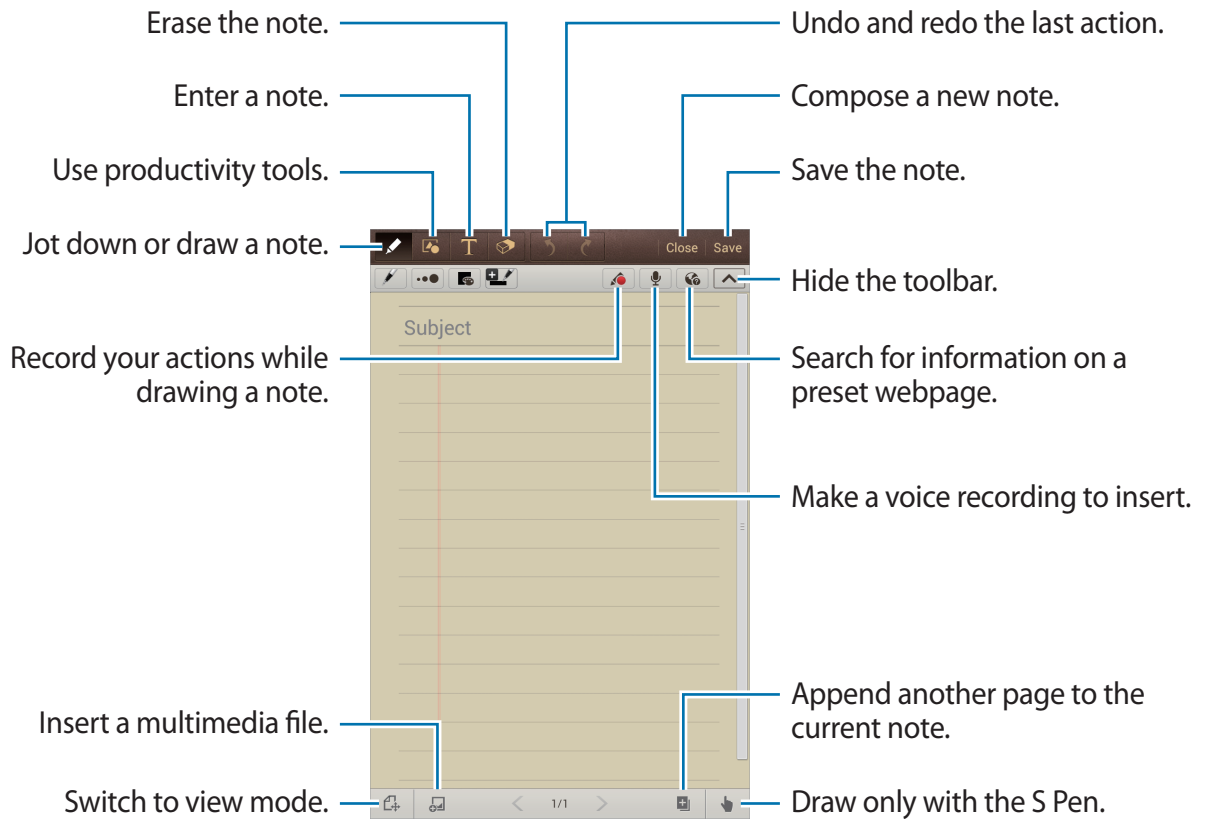 Erase the note.
Undo and redo the last action.
Enter a note.
Compose a new note.
Use productivity tools.
Save the note.
Jot down or draw a note.
T
Close
Save
Hide the toolbar.
Subject
Record your actions while
drawing a note.
Search for information on a
preset webpage.
Make a voice recording to insert.
Append another page to the
current note.
Insert a multimedia file.
Switch to view mode.
1/1
Draw only with the S Pen.